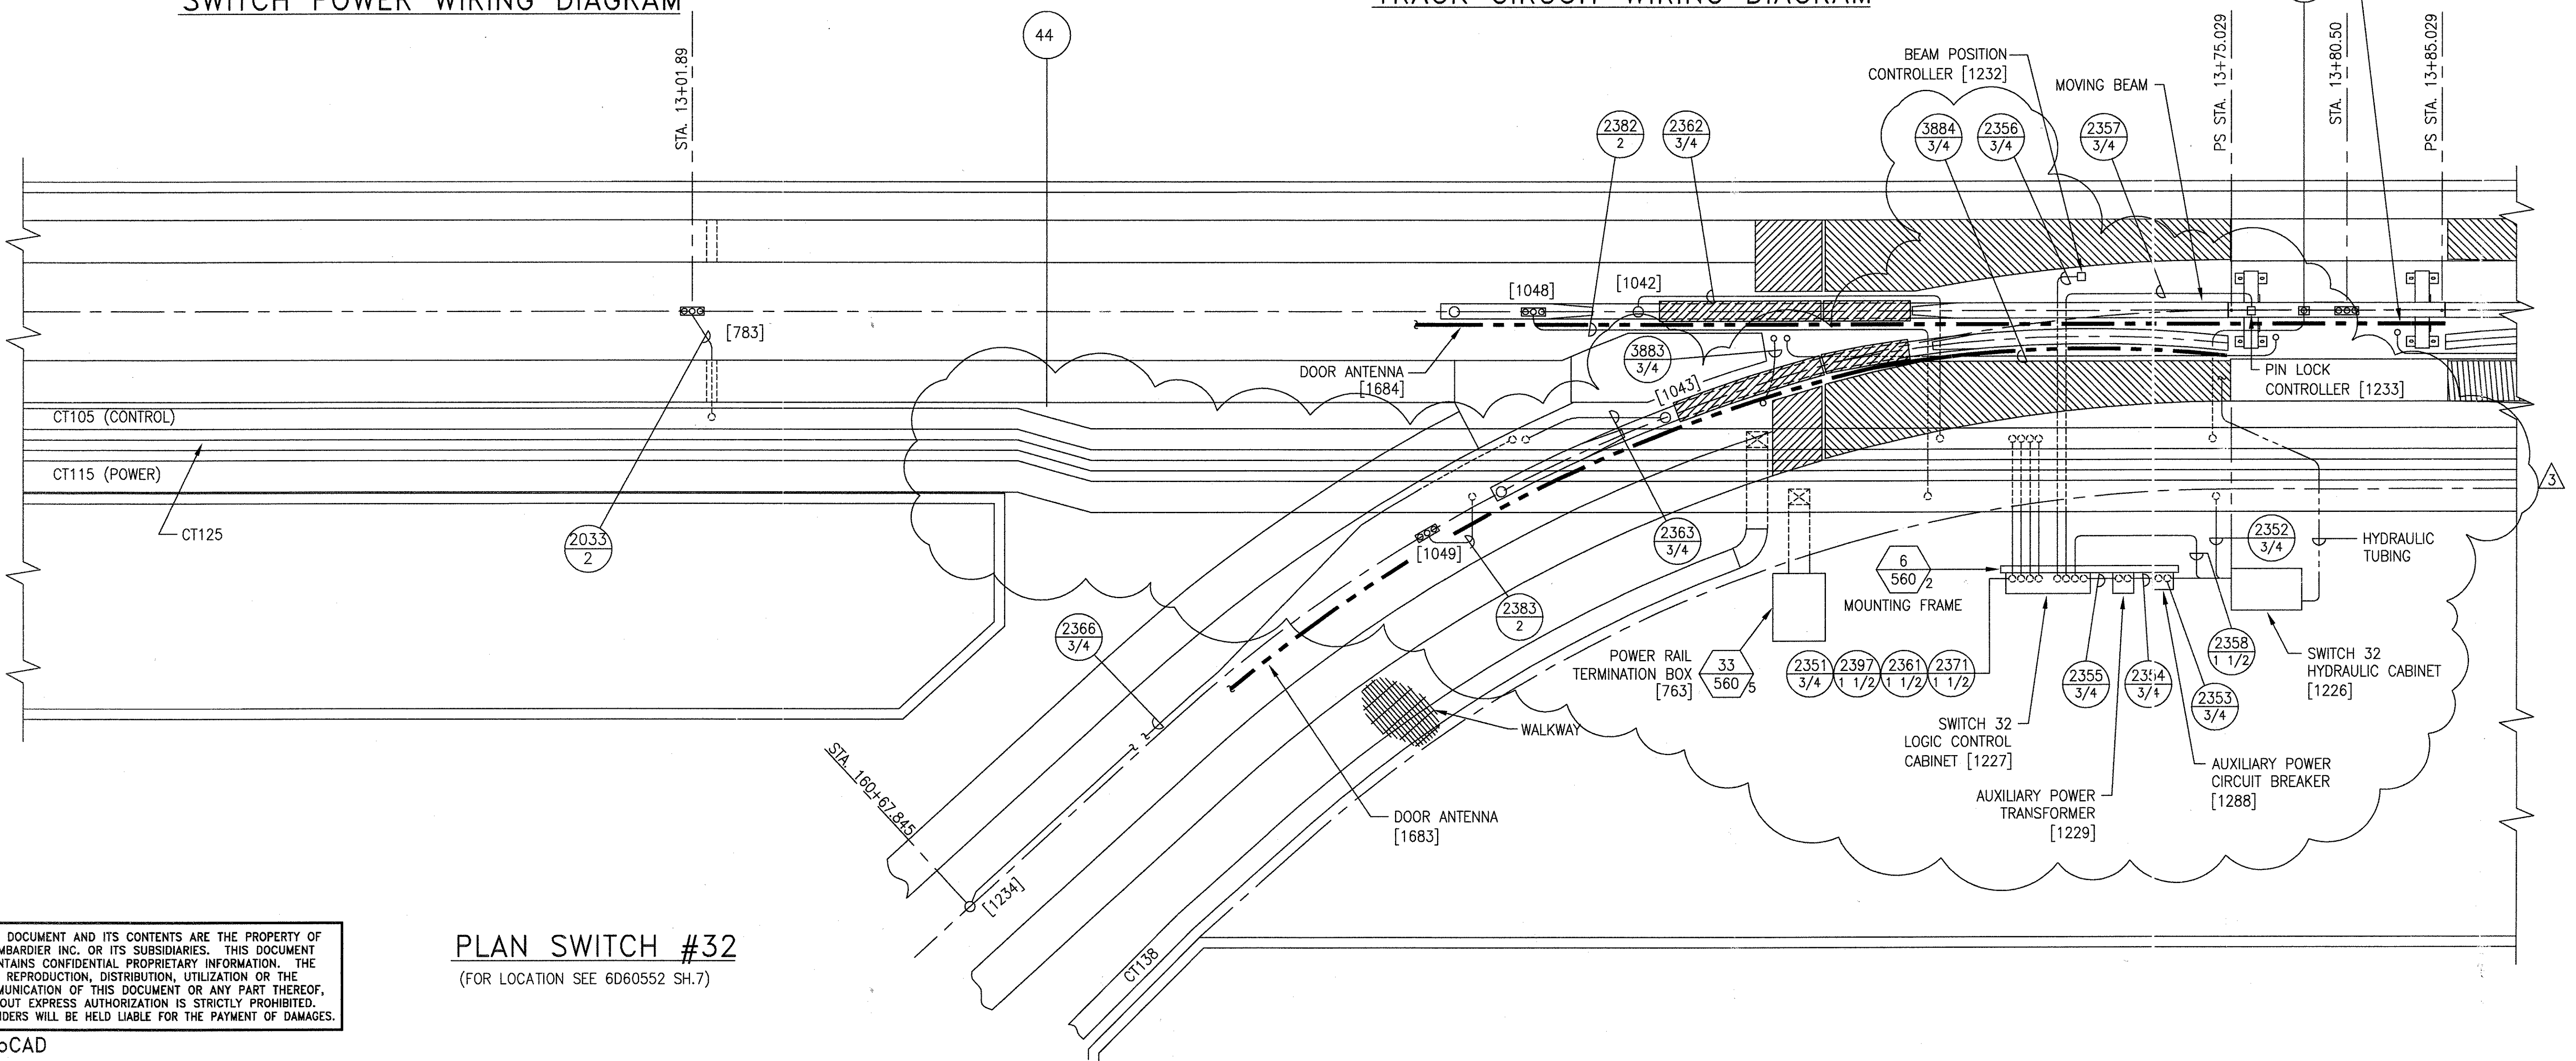 SWITCH POWER WIRING DIAGRAM
TRACK CIRCUIT WIRING DIAGRAM
STA. 13+01.89
44
BEAM POSITION
CONTROLLER [1232]
MOVING BEAM
PS STA. 13+75.029
STA. 13+80.50
PS STA. 13+85.029
2382
2
2362
3/4
3884
3/4
2356
3/4
2357
3/4
[783]
[1048]
[1042]
DOOR ANTENNA
[1684]
3883
3/4
[1043]
PIN LOCK
CONTROLLER [1233]
CT105 (CONTROL)
CT115 (POWER)
CT125
2033
2
[1049]
2363
3/4
2383
2
2366
3/4
6
560 2
MOUNTING FRAME
2352
3/4
HYDRAULIC
TUBING
3
POWER RAIL
TERMINATION BOX
[763]
33
560 5
2351
3/4
2397
1 1/2
2361
1 1/2
2371
1 1/2
2355
3/4
2354
3/4
2353
3/4
2358
1 1/2
SWITCH 32
HYDRAULIC CABINET
[1226]
SWITCH 32
LOGIC CONTROL
CABINET [1227]
AUXILIARY POWER
CIRCUIT BREAKER
[1288]
AUXILIARY POWER
TRANSFORMER
[1229]
WALKWAY
DOOR ANTENNA
[1683]
STA. 160+67.845
[1234]
CT138
PLAN SWITCH #32
(FOR LOCATION SEE 6D60552 SH.7)
DOCUMENT AND ITS CONTENTS ARE THE PROPERTY OF
MBARDIER INC. OR ITS SUBSIDIARIES. THIS DOCUMENT
NTAINS CONFIDENTIAL PROPRIETARY INFORMATION. THE
REPRODUCTION, DISTRIBUTION, UTILIZATION OR THE
MUNICATION OF THIS DOCUMENT OR ANY PART THEREOF,
OUT EXPRESS AUTHORIZATION IS STRICTLY PROHIBITED.
NDERS WILL BE HELD LIABLE FOR THE PAYMENT OF DAMAGES.
oCAD